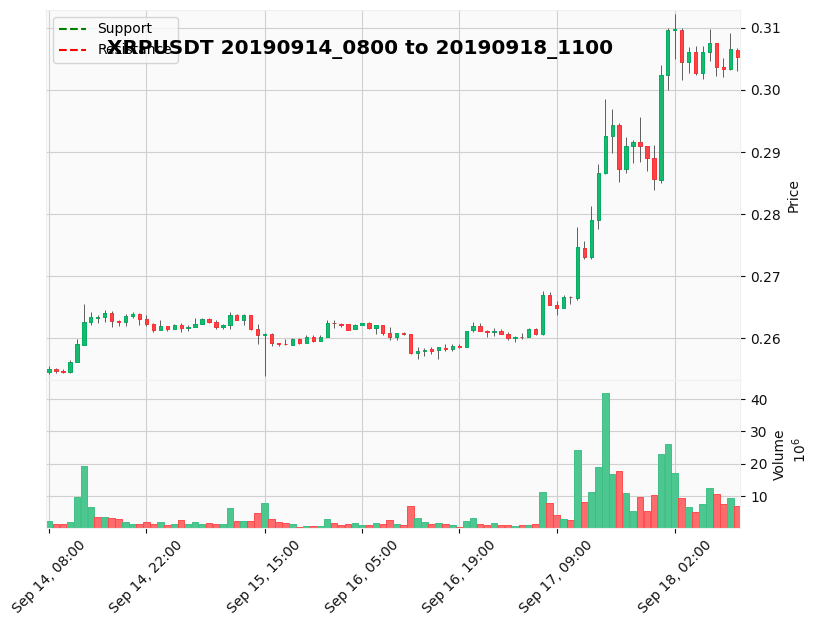 Support
Resistance
XRPUSDT 20190914_0800 to 20190918_1100
0.31
0.30
0.29
0.28
0.27
0.26
Price
40
30
20
10
Volume
10^6
Sep 14, 08:00
Sep 14, 22:00
Sep 15, 15:00
Sep 16, 05:00
Sep 16, 19:00
Sep 17, 09:00
Sep 18, 02:00